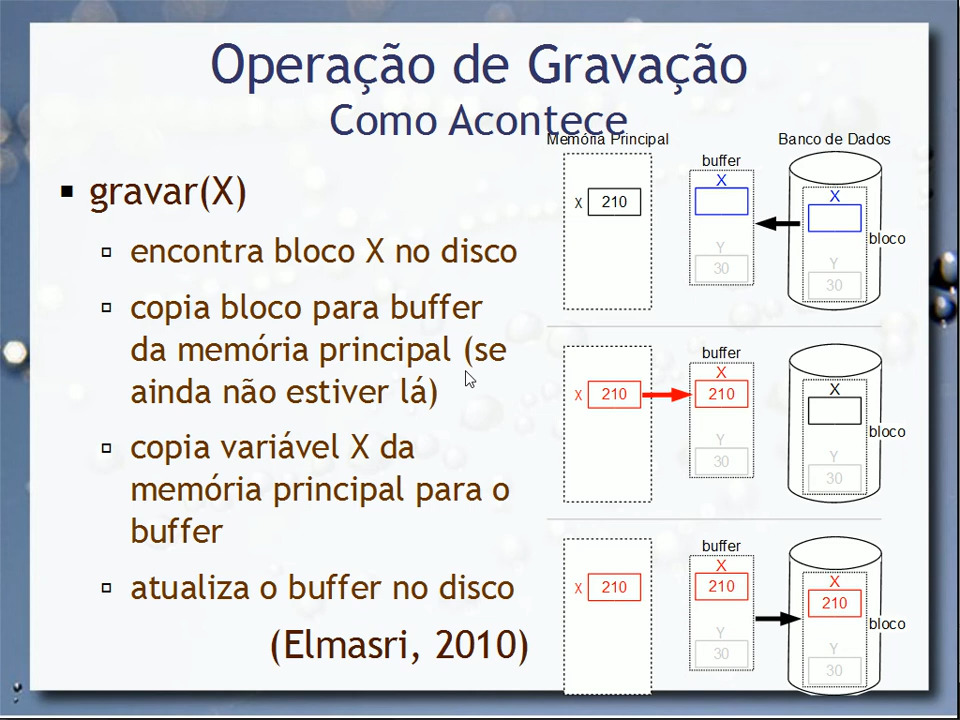 Operação de Gravação
Como Acontece
gravar(X)
encontra bloco X no disco
copia bloco para buffer
da memória principal (se
ainda não estiver lá)
copia variável X da
memória principal para o
buffer
atualiza o buffer no disco
(Elmasri, 2010)
Memória Principal
buffer
Banco de Dados
X 210
X
Y
30
X
Y
30
bloco
buffer
X 210
X
210
Y
30
X
Y
30
bloco
buffer
X 210
X
210
Y
30
X
210
Y
30
bloco